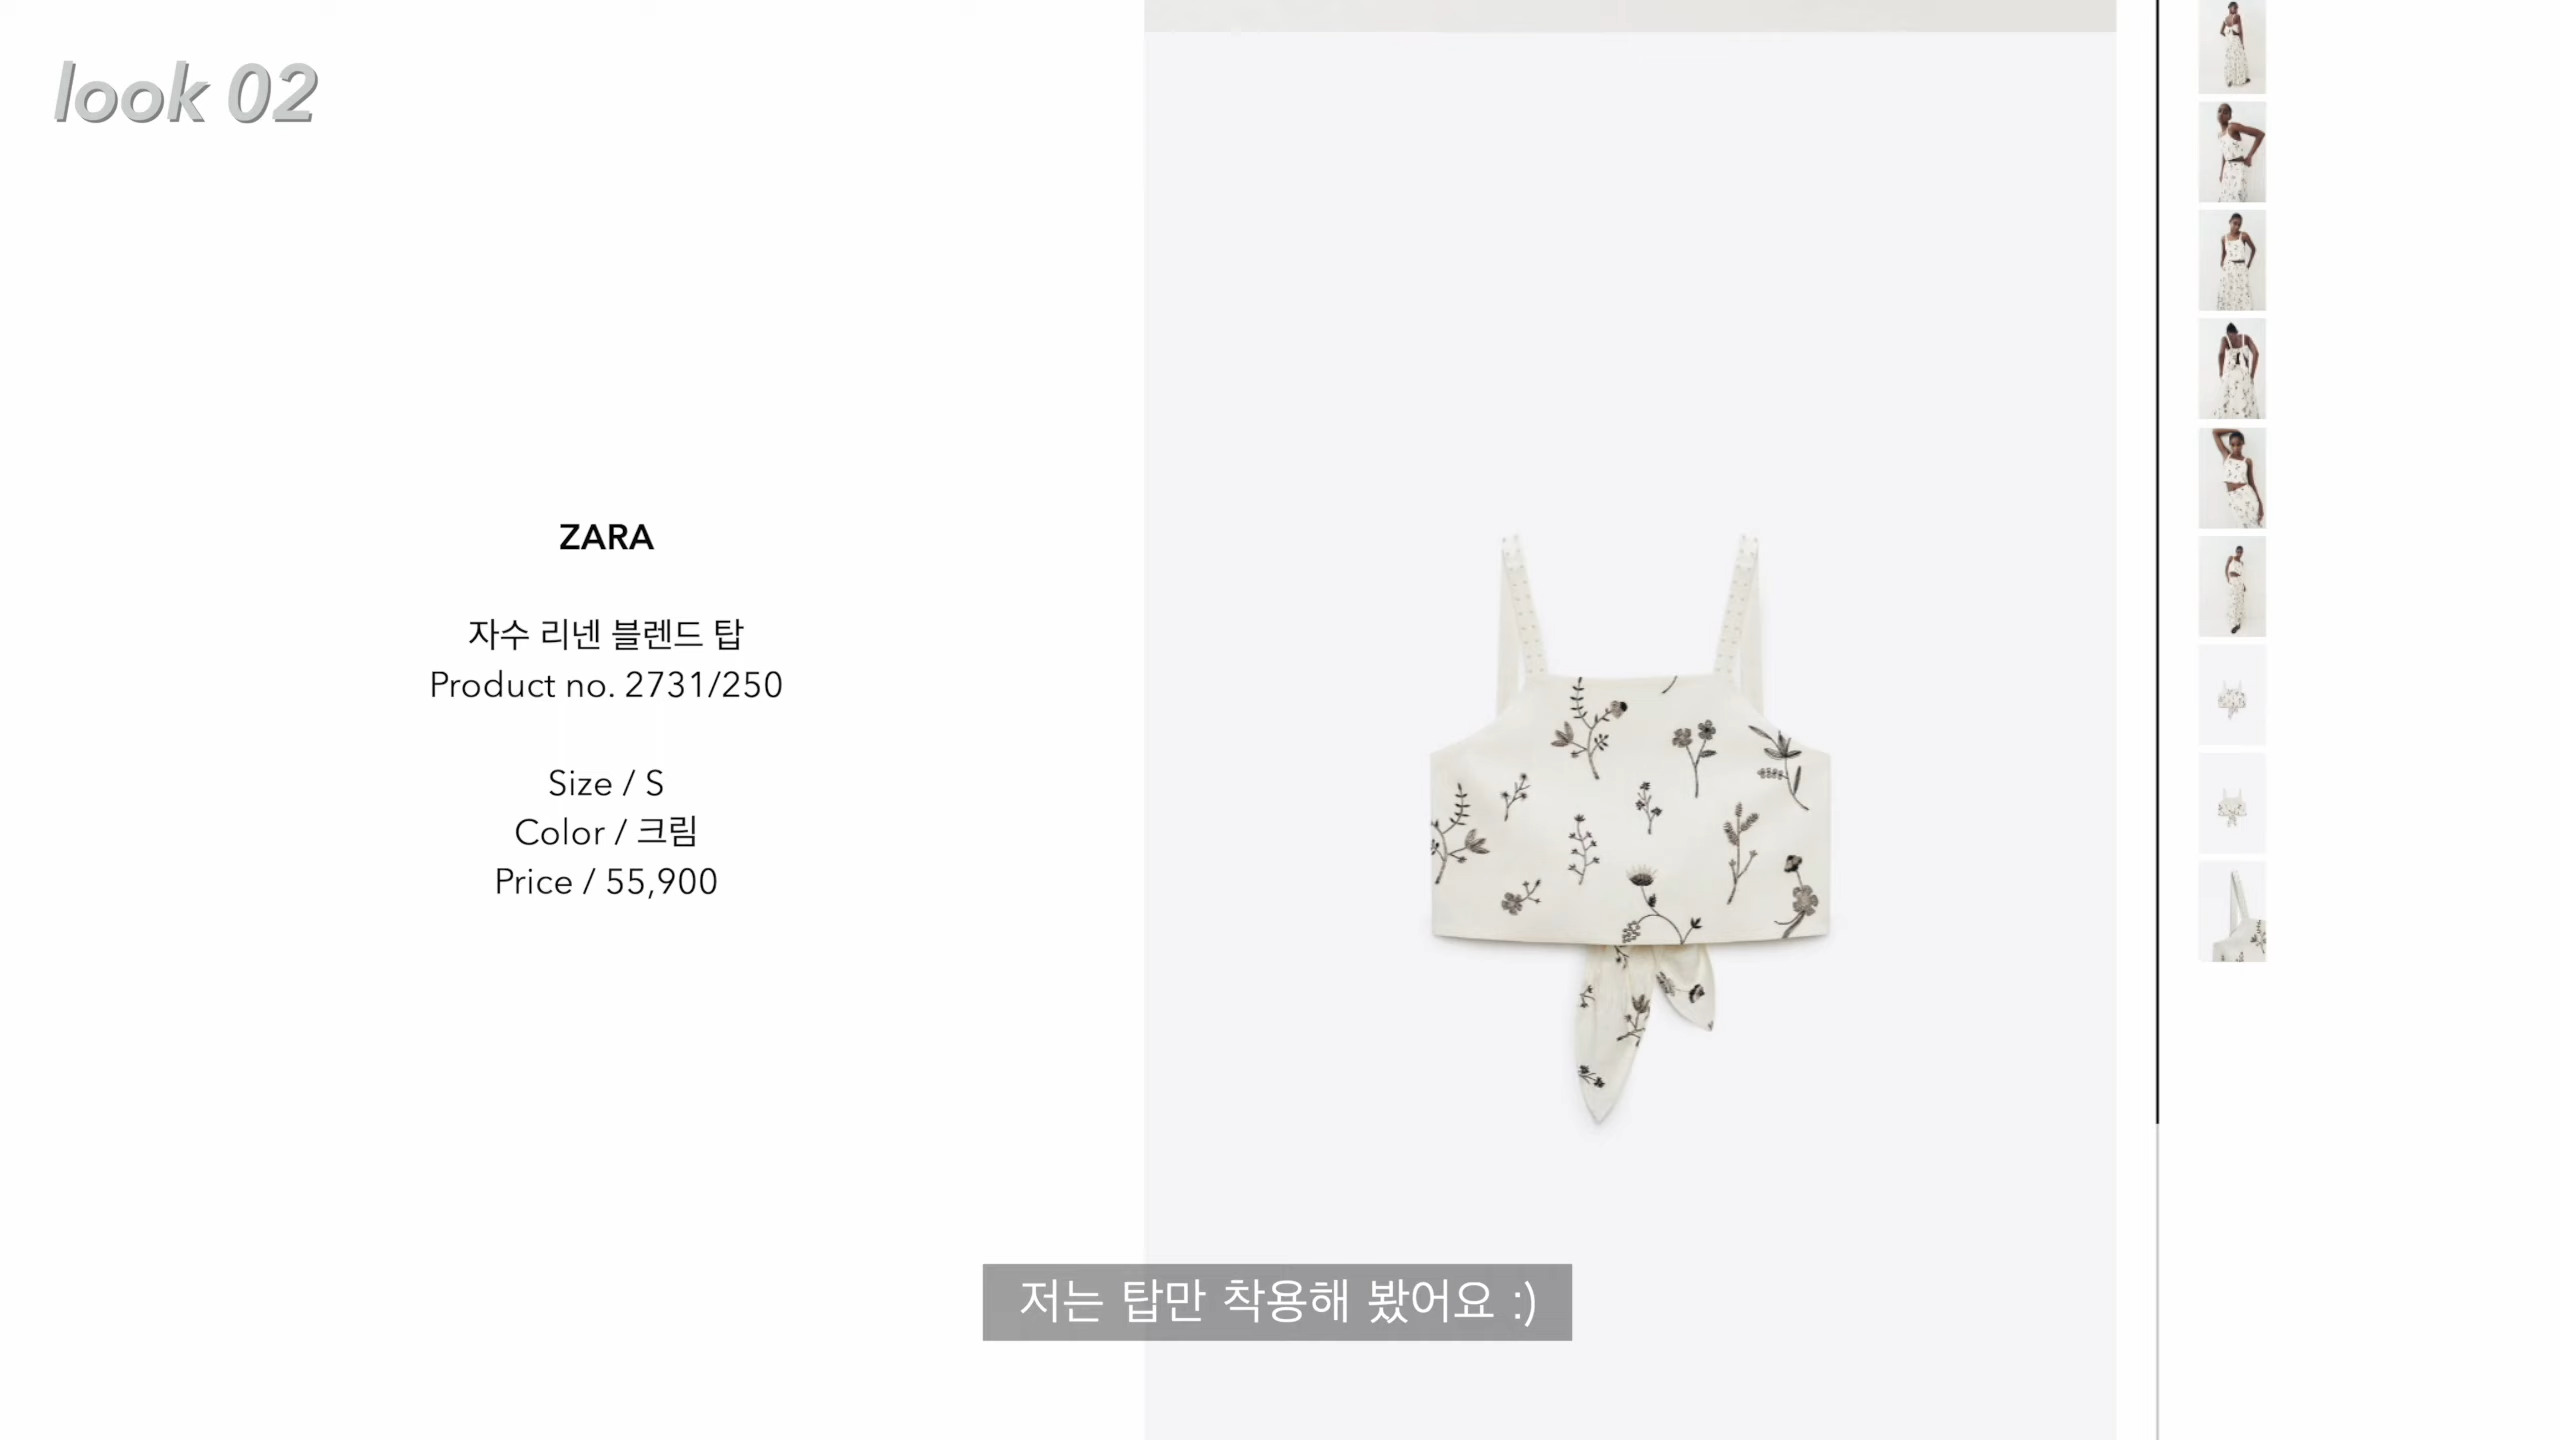 look 02
ZARA
자수 리넨 블렌드 탑
Product no. 2731/250
Size / S
Color / 크림
Price / 55,900
저는 탑만 착용해 봤어요 :)